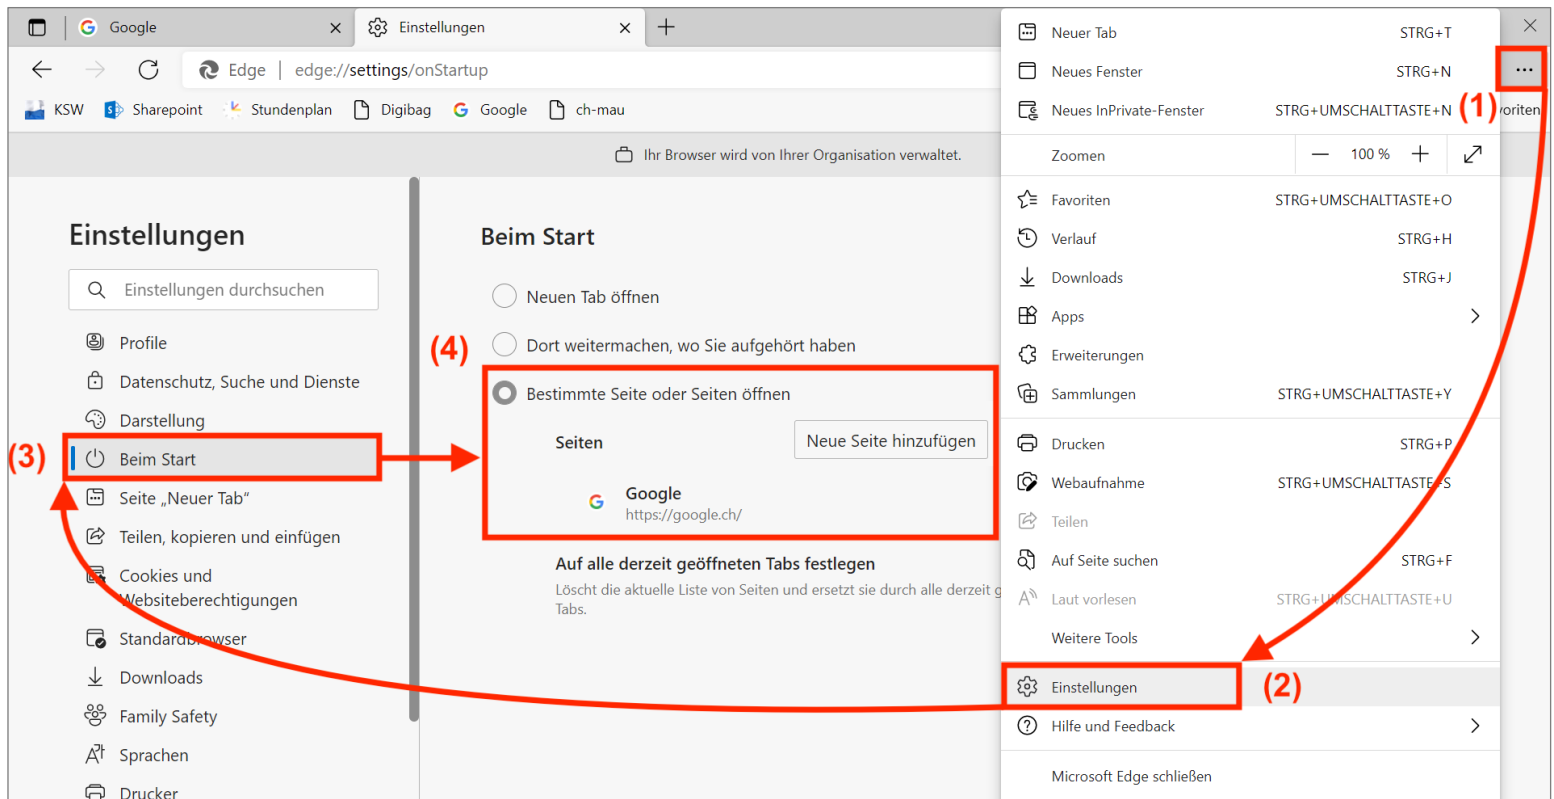 Google
Einstellungen
Edge
edge://settings/onStartup
KSW
Sharepoint
Stundenplan
Digibag
Google
ch-mau
voriten
Ihr Browser wird von Ihrer Organisation verwaltet.
Einstellungen
Einstellungen durchsuchen
Profile
Datenschutz, Suche und Dienste
Darstellung
(3)
Beim Start
Seite „Neuer Tab“
Teilen, kopieren und einfügen
Cookies und
Websiteberechtigungen
Standardbrowser
Downloads
Family Safety
Sprachen
Drucker
Beim Start
Neuen Tab öffnen
(4)
Dort weitermachen, wo Sie aufgehört haben
Bestimmte Seite oder Seiten öffnen
Seiten
Neue Seite hinzufügen
Google
https://google.ch/
Auf alle derzeit geöffneten Tabs festlegen
Löscht die aktuelle Liste von Seiten und ersetzt sie durch alle derzeit g
Tabs.
Neuer Tab STRG+T
Neues Fenster STRG+N
Neues InPrivate-Fenster STRG+UMSCHALTTASTE+N
(1)
Zoomen 100 %
Favoriten STRG+UMSCHALTTASTE+O
Verlauf STRG+H
Downloads STRG+J
Apps
Erweiterungen
Sammlungen STRG+UMSCHALTTASTE+Y
Drucken STRG+P
Webaufnahme STRG+UMSCHALTTASTE+S
Teilen
Auf Seite suchen STRG+F
Laut vorlesen STRG+UMSCHALTTASTE+U
Weitere Tools
Einstellungen
(2)
Hilfe und Feedback
Microsoft Edge schließen